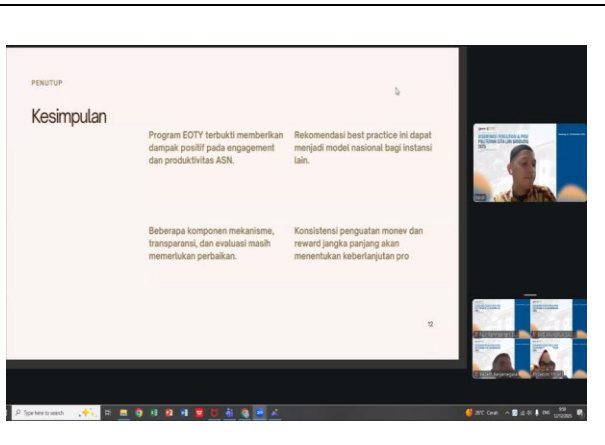 PENUTUP
Kesimpulan
Program EOTY terbukti memberikan
dampak positif pada engagement
dan produktivitas ASN.
Rekomendasi best practice ini dapat
menjadi model nasional bagi instansi
lain.
Beberapa komponen mekanisme,
transparansi, dan evaluasi masih
memerlukan perbaikan.
Konsistensi penguatan monev dan
reward jangka panjang akan
menentukan keberlanjutan pro
12
Type here to search